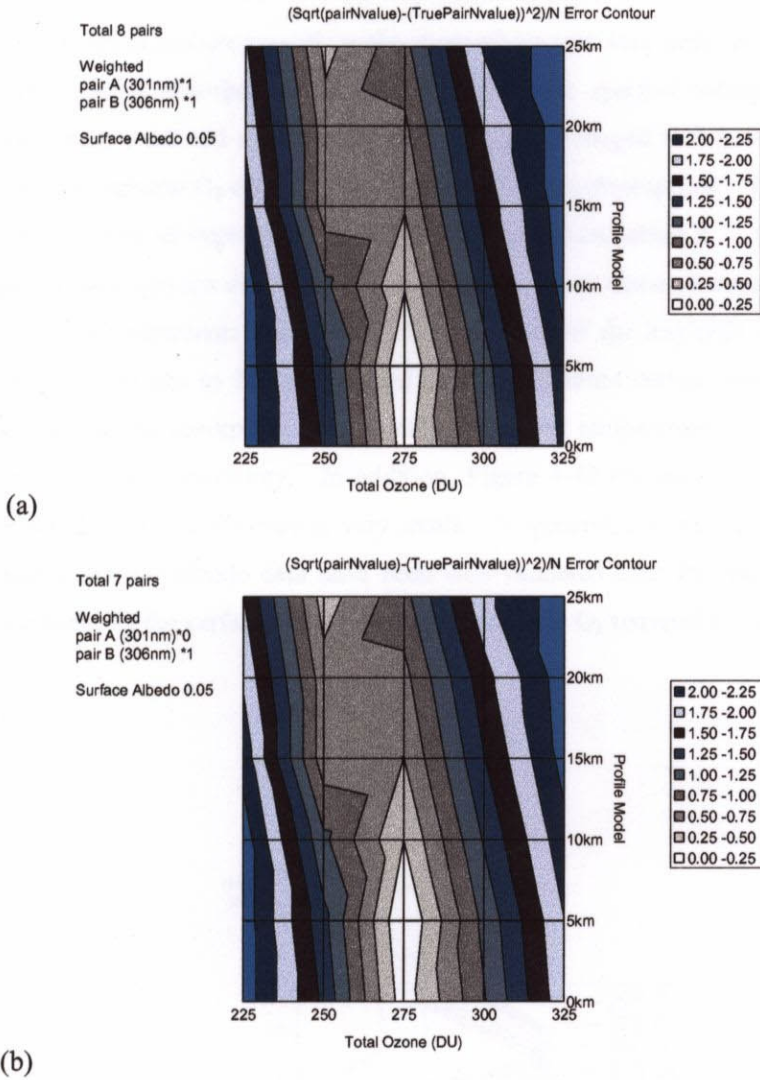 (Sqrt(pairNvalue)-(TruePairNvalue))^2)/N Error Contour
Total 8 pairs
Weighted
pair A (301nm)*1
pair B (306nm) *1
Surface Albedo 0.05
25km
20km
15km
10km
5km
0km
Profile Model
225 250 275 300 325
Total Ozone (DU)
2.00 -2.25
1.75 -2.00
1.50 -1.75
1.25 -1.50
1.00 -1.25
0.75 -1.00
0.50 -0.75
0.25 -0.50
0.00 -0.25
(a)
(Sqrt(pairNvalue)-(TruePairNvalue))^2)/N Error Contour
Total 7 pairs
Weighted
pair A (301nm)*0
pair B (306nm) *1
Surface Albedo 0.05
25km
20km
15km
10km
5km
0km
Profile Model
225 250 275 300 325
Total Ozone (DU)
2.00 -2.25
1.75 -2.00
1.50 -1.75
1.25 -1.50
1.00 -1.25
0.75 -1.00
0.50 -0.75
0.25 -0.50
0.00 -0.25
(b)